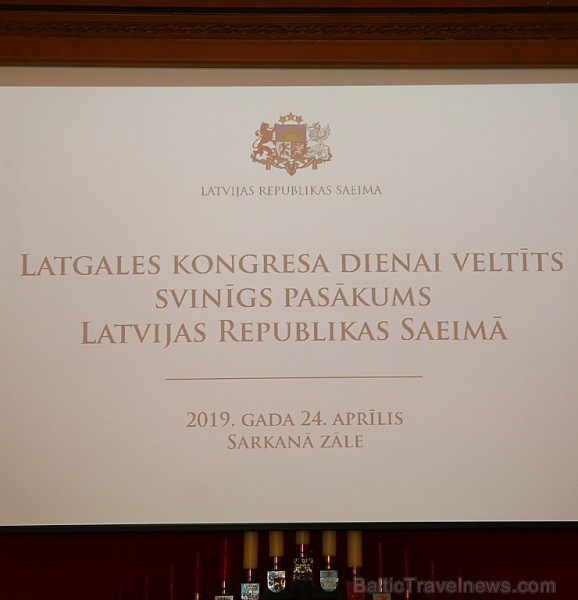 LATVIJAS REPUBLIKAS SAEIMA
LATGALES KONGRESA DIENAI VELTĪTS
SVINĪGS PASĀKUMS
LATVIJAS REPUBLIKAS SAEIMĀ
2019. GADA 24. APRĪLIS
SARKANĀ ZĀLE
BalticTravelnews.com